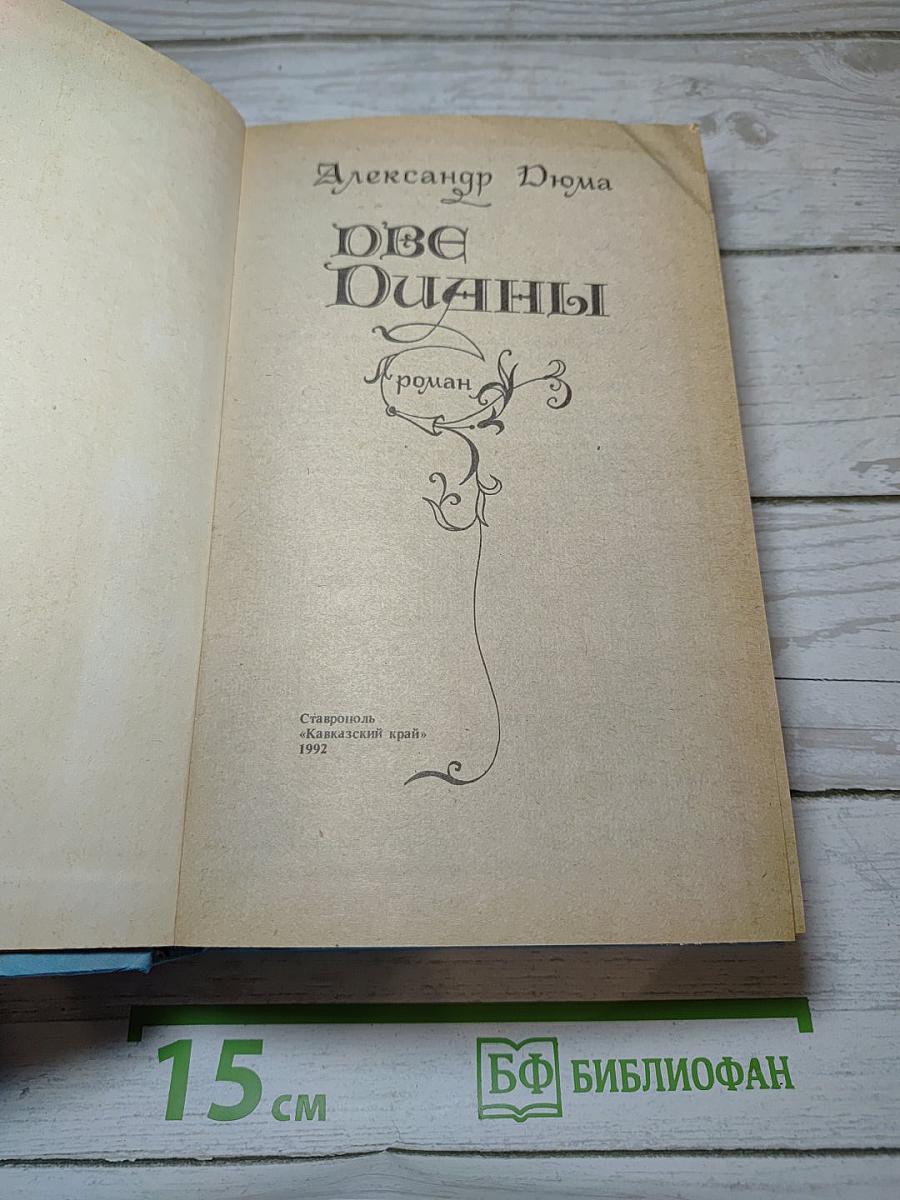 Александр Дюма
ДВЕ
ДИАНЫ
роман
Ставрополь
«Кавказский край»
1992
15 см
БФ БИБЛИОФАН